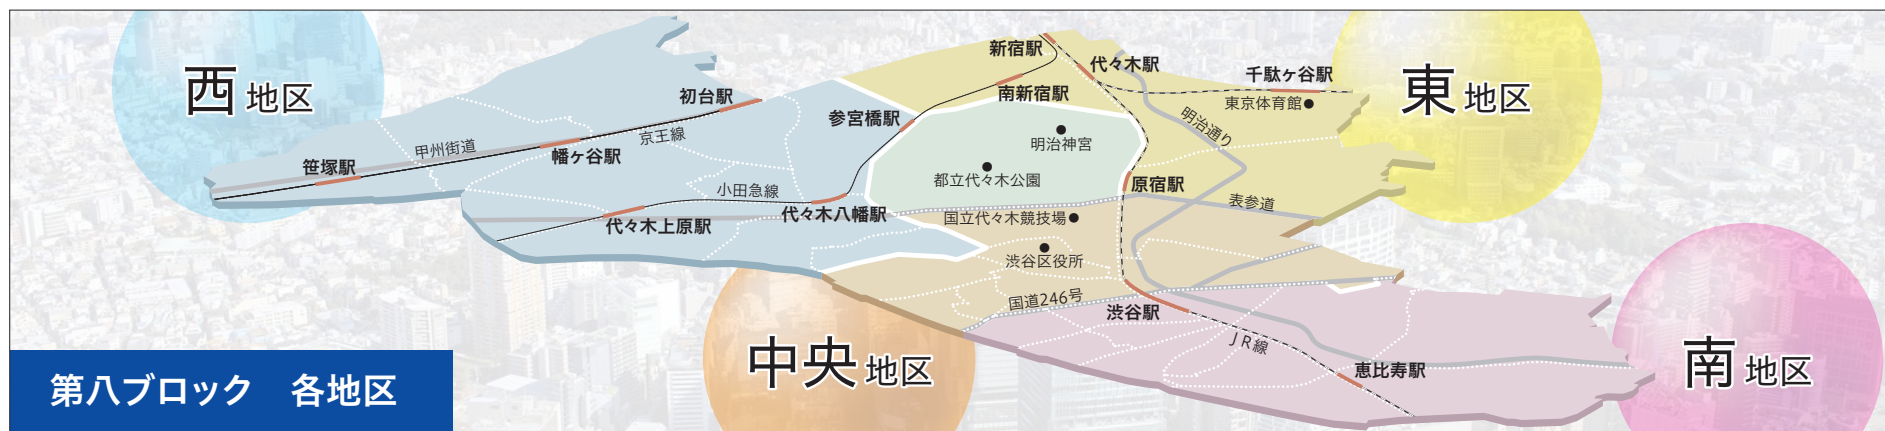 西 地区
東 地区
中央 地区
南 地区
新宿駅
代々木駅
千駄ヶ谷駅
初台駅
南新宿駅
東京体育館
参宮橋駅
明治通り
甲州街道
京王線
明治神宮
幡ヶ谷駅
笹塚駅
都立代々木公園
原宿駅
小田急線
表参道
代々木八幡駅
国立代々木競技場
代々木上原駅
渋谷区役所
国道246号
渋谷駅
JR線
恵比寿駅
第八ブロック 各地区